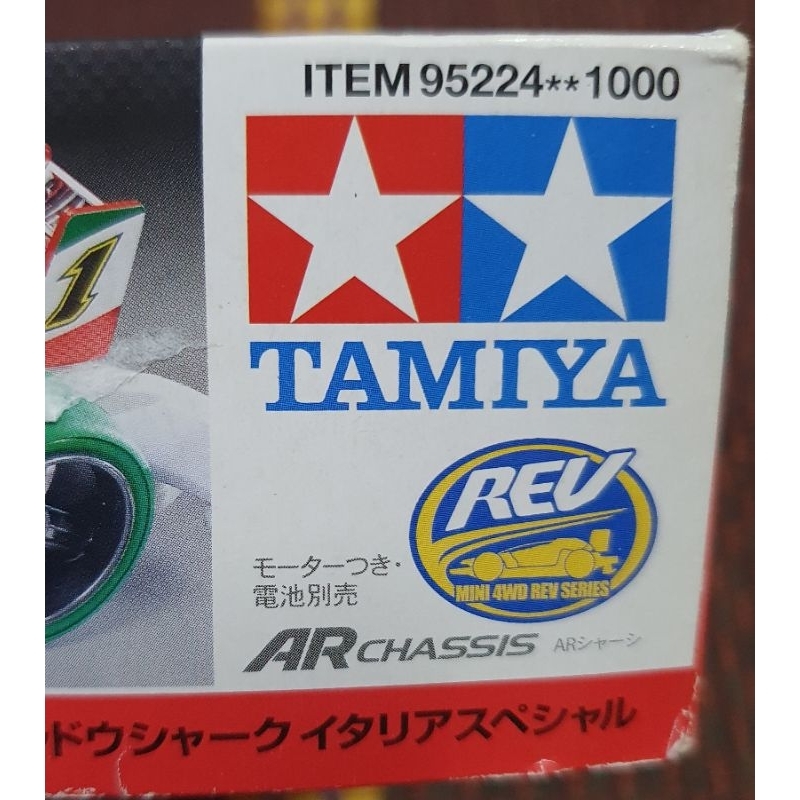 ITEM 95224**1000
1
TAMIYA
REV
MINI 4WD REV SERIES
モーターつき・
電池別売
AR CHASSIS ARシャーシ
ドウシャーク イタリアスペシャル